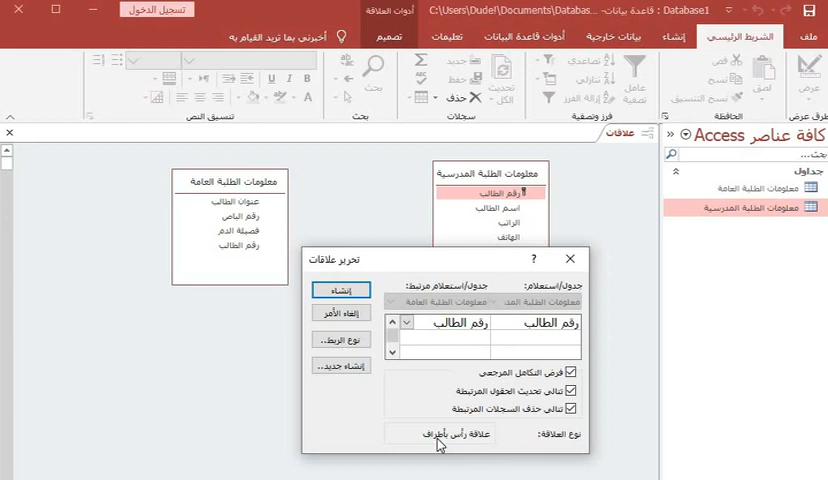 تسجيل الدخول
أدوات العلاقة
Database1 : قاعدة بيانات- C:\Users\Dude!\Documents\Databas...
ملف
الشريط الرئيسي
إنشاء
بيانات خارجية
أدوات قاعدة البيانات
تعليمات
تصميم
أخبرني بما تريد القيام به
عرض
لصق
قص
نسخ
نسخ التنسيق
عامل التصفية
تصاعدي
تنازلي
إزالة الفرز
تحديث الكل
جديد
حفظ
حذف
بحث
طرق عرض
الحافظة
فرز وتصفية
سجلات
بحث
تنسيق النص
كافة عناصر Access
علاقات
بحث...
جداول
معلومات الطلبة العامة
معلومات الطلبة المدرسية
معلومات الطلبة المدرسية
رقم الطالب
اسم الطالب
الراتب
الهاتف
معلومات الطلبة العامة
عنوان الطالب
رقم الباص
فصيلة الدم
رقم الطالب
تحرير علاقات
جدول/استعلام:
جدول/استعلام مرتبط:
معلومات الطلبة المد
معلومات الطلبة العامة
رقم الطالب
رقم الطالب
إنشاء
إلغاء الأمر
نوع الربط..
إنشاء جديد..
فرض التكامل المرجعي
تتالي تحديث الحقول المرتبطة
تتالي حذف السجلات المرتبطة
نوع العلاقة:
علاقة رأس بأطراف